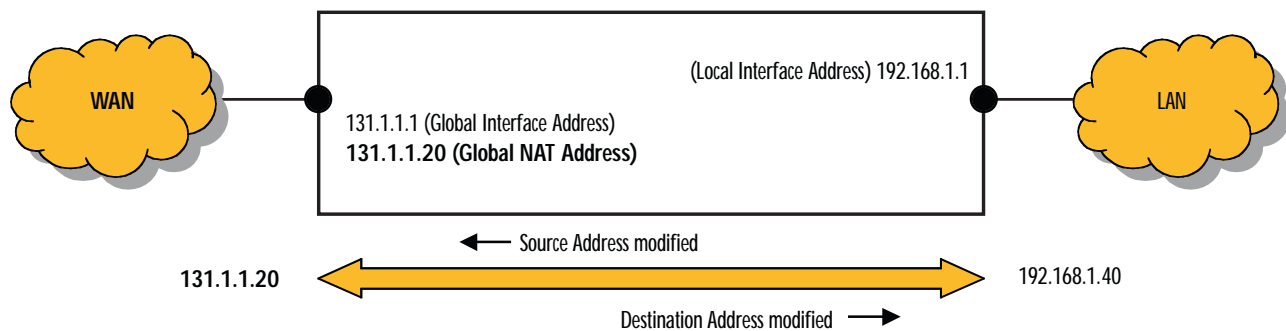 WAN
(Local Interface Address) 192.168.1.1
LAN
131.1.1.1 (Global Interface Address)
131.1.1.20 (Global NAT Address)
Source Address modified
131.1.1.20
192.168.1.40
Destination Address modified